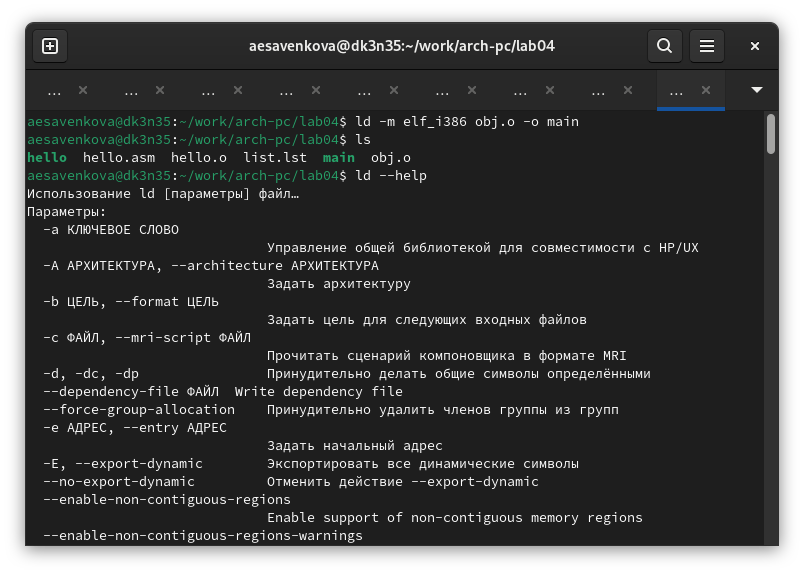 aesavenkova@dk3n35:~/work/arch-pc/lab04
... ... ... ... ... ... ... ... ...
aesavenkova@dk3n35:~/work/arch-pc/lab04$ ld -m elf_i386 obj.o -o main
aesavenkova@dk3n35:~/work/arch-pc/lab04$ ls
hello  hello.asm  hello.o  list.lst  main  obj.o
aesavenkova@dk3n35:~/work/arch-pc/lab04$ ld --help
Использование ld [параметры] файл…
Параметры:
  -a КЛЮЧЕВОЕ СЛОВО
                              Управление общей библиотекой для совместимости с HP/UX
  -A АРХИТЕКТУРА, --architecture АРХИТЕКТУРА
                              Задать архитектуру
  -b ЦЕЛЬ, --format ЦЕЛЬ
                              Задать цель для следующих входных файлов
  -c ФАЙЛ, --mri-script ФАЙЛ
                              Прочитать сценарий компоновщика в формате MRI
  -d, -dc, -dp                Принудительно делать общие символы определёнными
  --dependency-file ФАЙЛ  Write dependency file
  --force-group-allocation    Принудительно удалить членов группы из групп
  -e АДРЕС, --entry АДРЕС
                              Задать начальный адрес
  -E, --export-dynamic        Экспортировать все динамические символы
  --no-export-dynamic         Отменить действие --export-dynamic
  --enable-non-contiguous-regions
                              Enable support of non-contiguous memory regions
  --enable-non-contiguous-regions-warnings